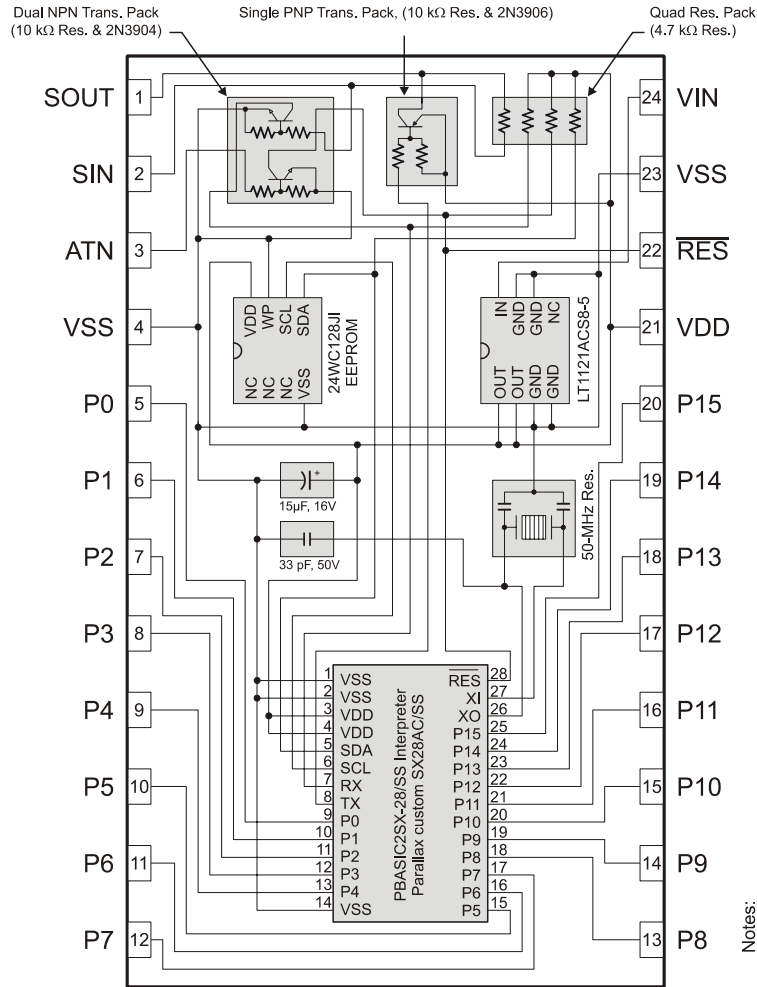 Dual NPN Trans. Pack
(10 kΩ Res. & 2N3904)
Single PNP Trans. Pack, (10 kΩ Res. & 2N3906)
Quad Res. Pack
(4.7 kΩ Res.)
SOUT 1
SIN 2
ATN 3
VSS 4
P0 5
P1 6
P2 7
P3 8
P4 9
P5 10
P6 11
P7 12
24 VIN
23 VSS
22 RES
21 VDD
20 P15
19 P14
18 P13
17 P12
16 P11
15 P10
14 P9
13 P8
VDD
WP
SCL
SDA
NC
NC
NC
VSS
24WC128JI
EEPROM
IN
GND
GND
NC
OUT
OUT
GND
GND
LT1121ACS8-5
+
15µF, 16V
33 pF, 50V
50-MHz Res.
1 VSS
2 VSS
3 VDD
4 VDD
5 SDA
6 SCL
7 RX
8 TX
9 P0
10 P1
11 P2
12 P3
13 P4
14 VSS
PBASIC2SX-28/SS Interpreter
Parallax custom SX28AC/SS
RES 28
XI 27
XO 26
P15 25
P14 24
P13 23
P12 22
P11 21
P10 20
P9 19
P8 18
P7 17
P6 16
P5 15
Notes: